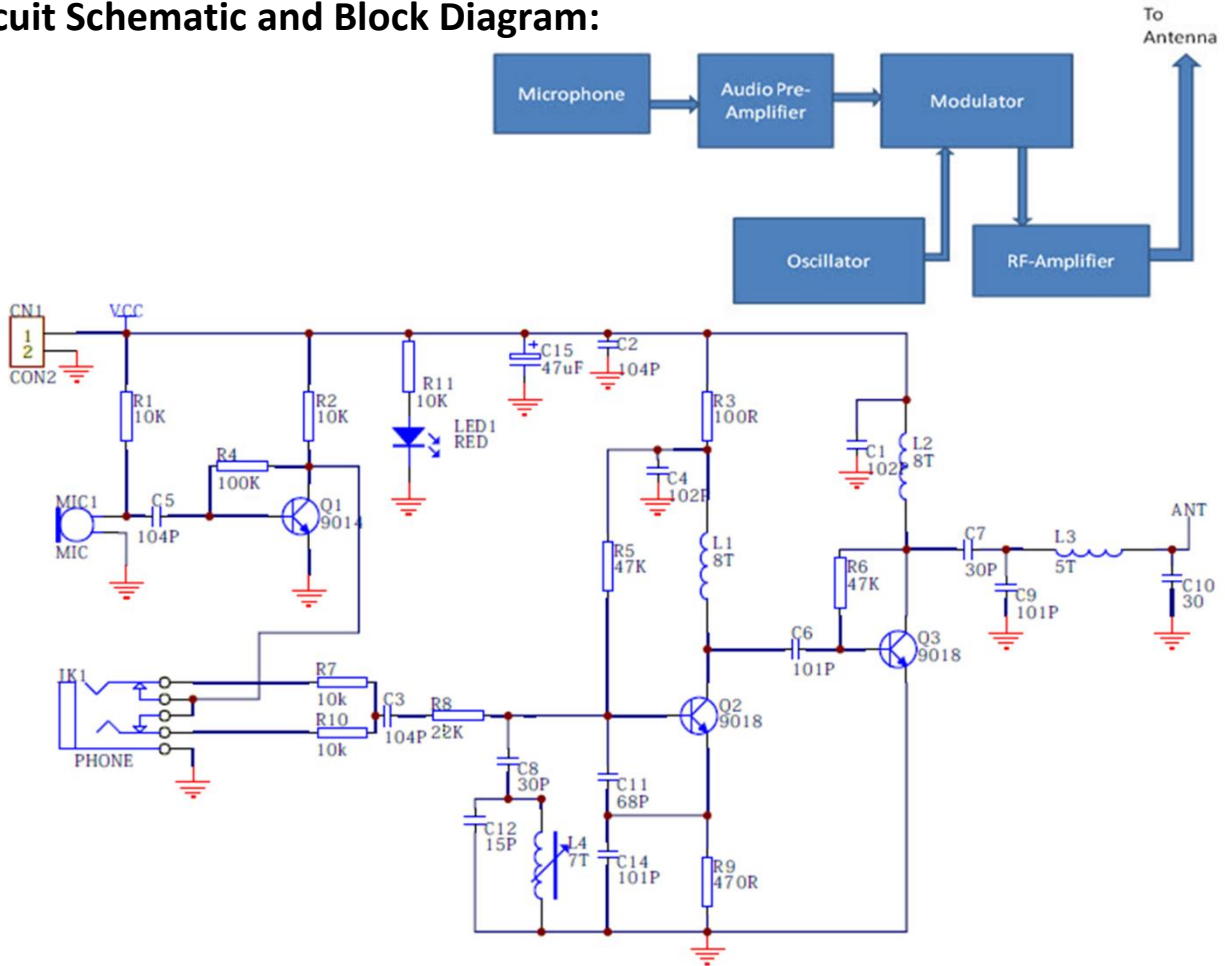 cuit Schematic and Block Diagram:
To
Antenna
Microphone
Audio Pre-
Amplifier
Modulator
Oscillator
RF-Amplifier
CN1
1
2
CON2
VCC
R1
10K
R2
10K
R11
10K
LED1
RED
C15
47uF
C2
104P
R3
100R
C1
102P
L2
8T
R4
100K
C4
102P
MIC1
MIC
C5
104P
Q1
9014
R5
47K
L1
8T
R6
47K
C7
30P
L3
5T
ANT
C9
101P
C10
30
C6
101P
Q3
9018
JK1
PHONE
R7
10k
R10
10k
C3
104P
R8
22K
Q2
9018
C8
30P
C11
68P
C12
15P
L4
7T
C14
101P
R9
470R